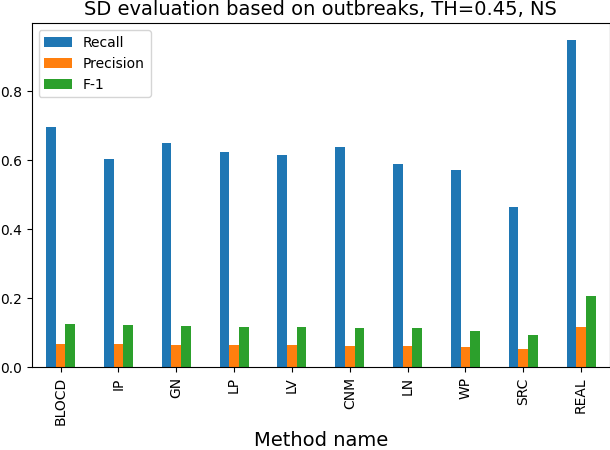 SD evaluation based on outbreaks, TH=0.45, NS
Recall
Precision
F-1
0.8
0.6
0.4
0.2
0.0
BLOCD
IP
GN
LP
LV
CNM
LN
WP
SRC
REAL
Method name